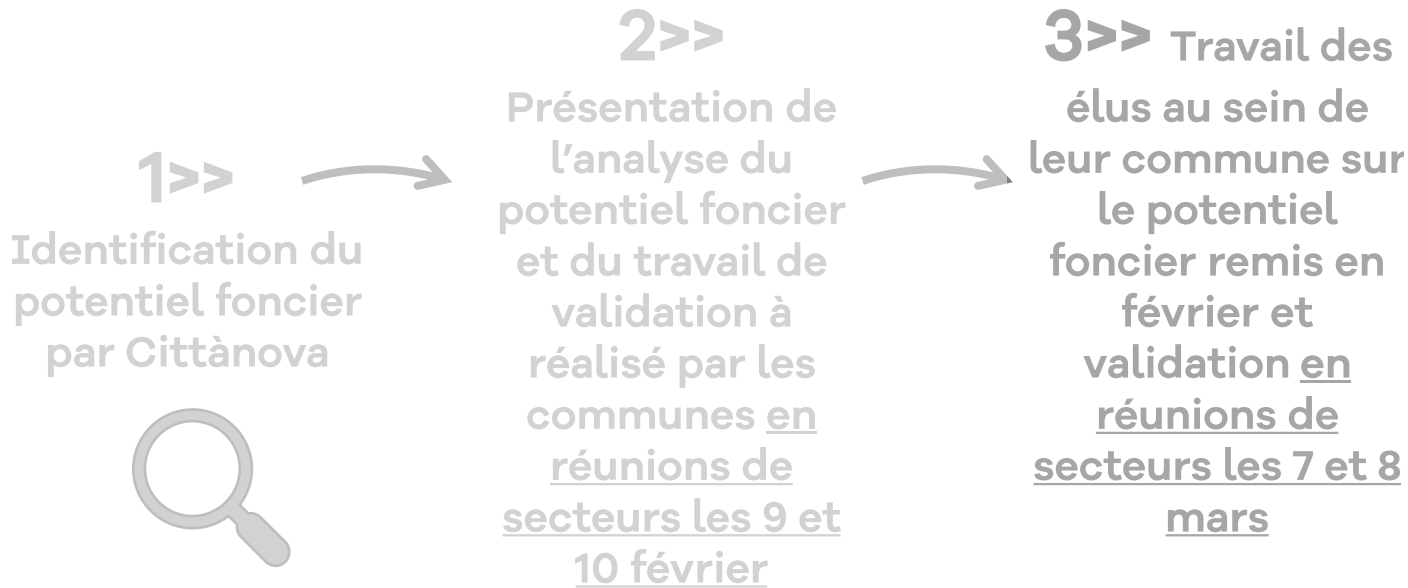 1>>
Identification du
potentiel foncier
par Cittànova
2>>
Présentation de
l'analyse du
potentiel foncier
et du travail de
validation à
réalisé par les
communes en
réunions de
secteurs les 9 et
10 février
3>> Travail des
élus au sein de
leur commune sur
le potentiel
foncier remis en
février et
validation en
réunions de
secteurs les 7 et 8
mars